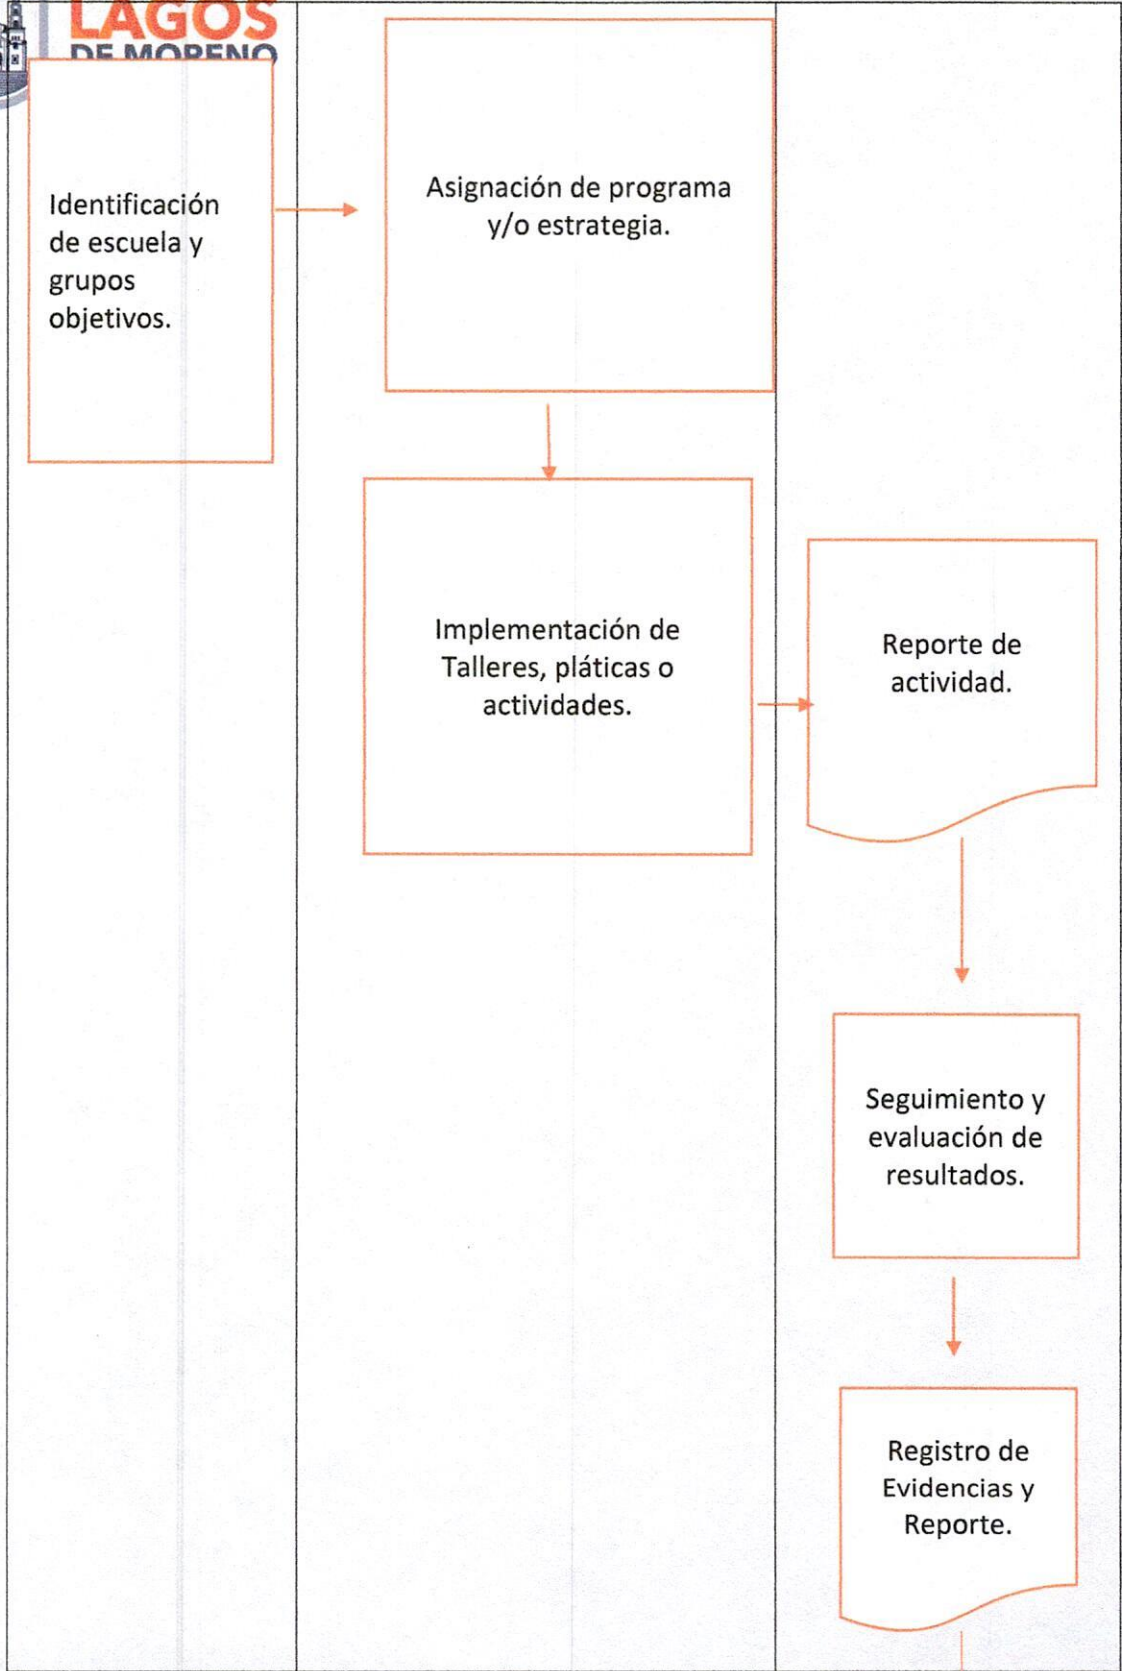 LAGOS
DE MORENO
Identificación
de escuela y
grupos
objetivos.
Asignación de programa
y/o estrategia.
Implementación de
Talleres, pláticas o
actividades.
Reporte de
actividad.
Seguimiento y
evaluación de
resultados.
Registro de
Evidencias y
Reporte.